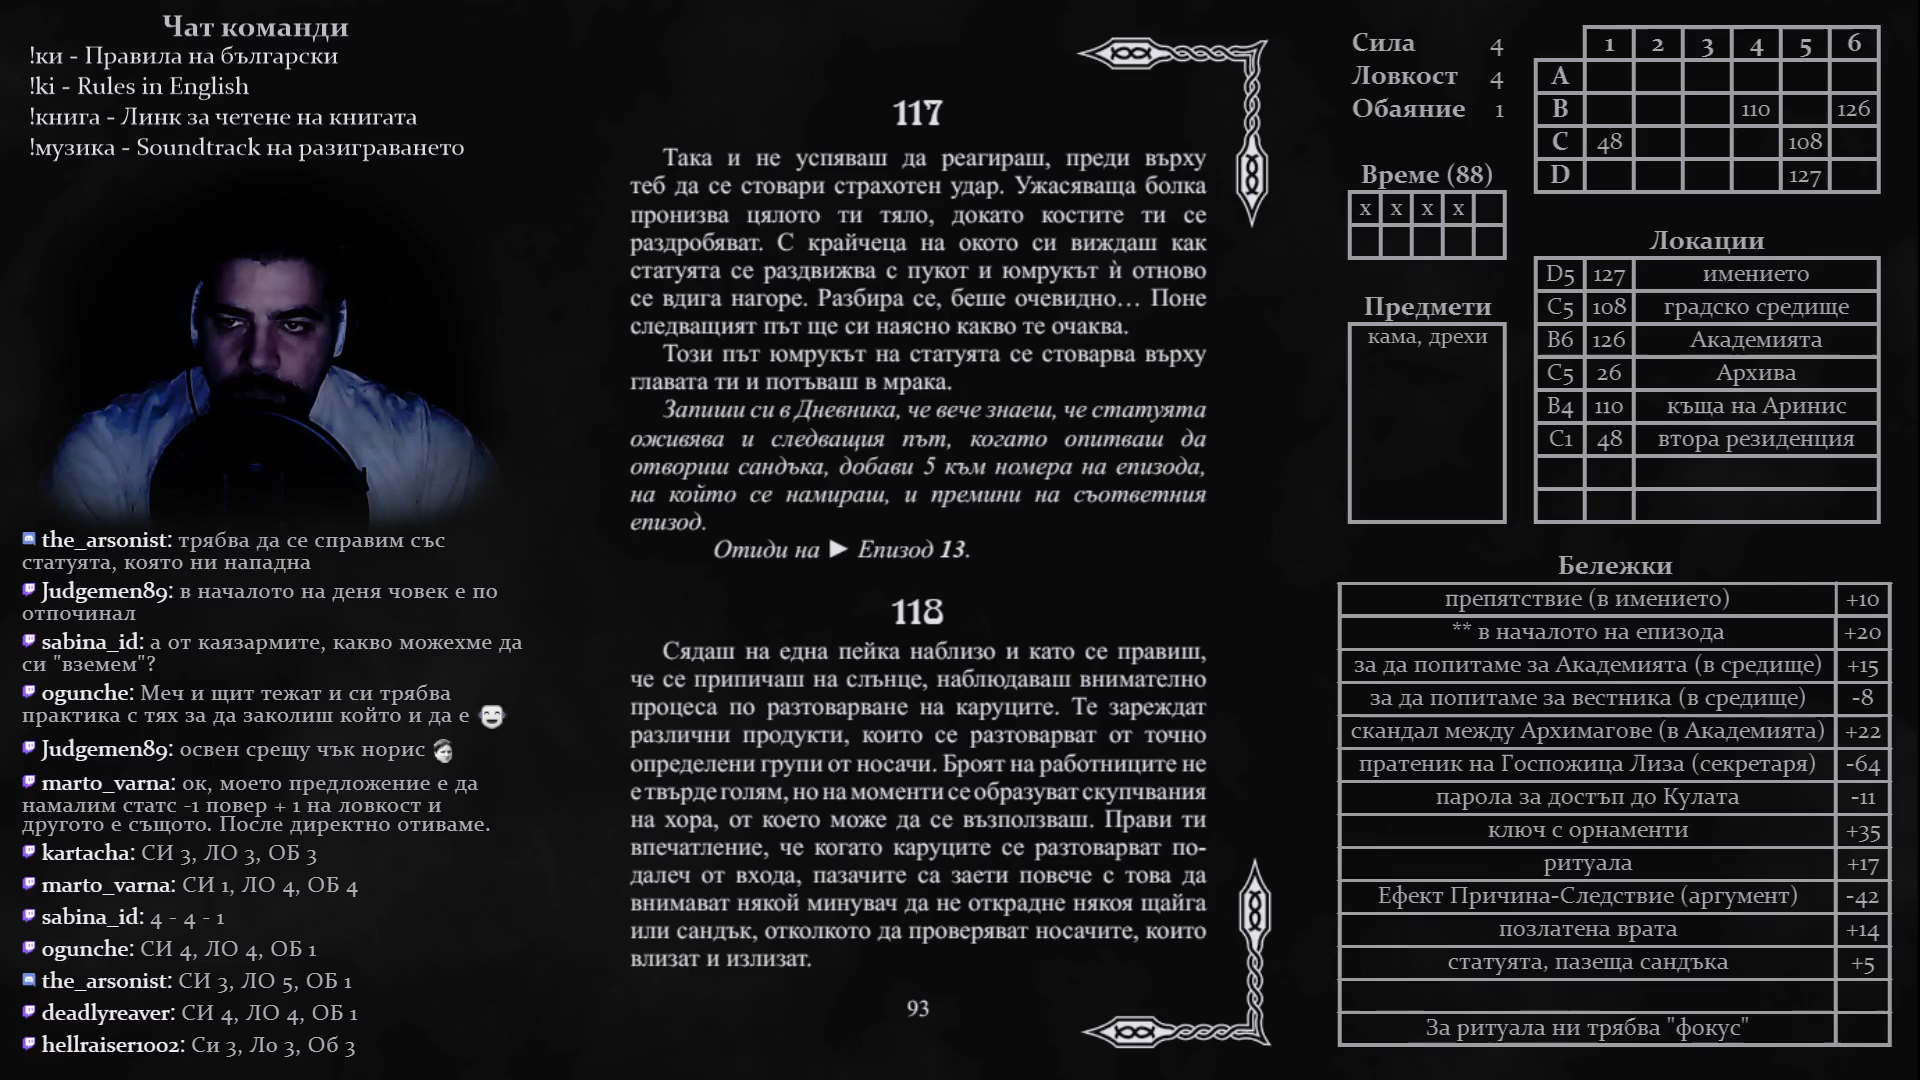 Чат команди
!ки - Правила на български
!ki - Rules in English
!книга - Линк за четене на книгата
!музика - Soundtrack на разиграването
the_arsonist: трябва да се справим със
статуята, която ни нападна
Judgemen89: в началото на деня човек е по
отпочинал
sabina_id: а от каязармите, какво можехме да
си "вземем"?
ogunche: Меч и щит тежат и си трябва
практика с тях за да заколиш който и да е
Judgemen89: освен срещу чък норис
marto_varna: ок, моето предложение е да
намалим статс -1 повер + 1 на ловкост и
другото е същото. После директно отиваме.
kartacha: СИ 3, ЛО 3, ОБ 3
marto_varna: СИ 1, ЛО 4, ОБ 4
sabina_id: 4 - 4 - 1
ogunche: СИ 4, ЛО 4, ОБ 1
the_arsonist: СИ 3, ЛО 5, ОБ 1
deadlyreaver: СИ 4, ЛО 4, ОБ 1
hellraiser1002: Си 3, Ло 3, Об 3
117
Така и не успяваш да реагираш, преди върху
теб да се стовари страхотен удар. Ужасяваща болка
пронизва цялото ти тяло, докато костите ти се
раздробяват. С крайчеца на окото си виждаш как
статуята се раздвижва с пукот и юмрукът ѝ отново
се вдига нагоре. Разбира се, беше очевидно... Поне
следващият път ще си наясно какво те очаква.
Този път юмрукът на статуята се стоварва върху
главата ти и потъваш в мрака.
Запиши си в Дневника, че вече знаеш, че статуята
оживява и следващия път, когато опитваш да
отвориш сандъка, добави 5 към номера на епизода,
на който се намираш, и премини на съответния
епизод.
Отиди на ► Епизод 13.
118
Сядаш на една пейка наблизо и като се правиш,
че се припичаш на слънце, наблюдаваш внимателно
процеса по разтоварване на каруците. Те зареждат
различни продукти, които се разтоварват от точно
определени групи от носачи. Броят на работниците не
е твърде голям, но на моменти се образуват скупчвания
на хора, от което може да се възползваш. Прави ти
впечатление, че когато каруците се разтоварват по-
далеч от входа, пазачите са заети повече с това да
внимават някой минувач да не открадне някоя щайга
или сандък, отколкото да проверяват носачите, които
влизат и излизат.
93
Сила 4
Ловкост 4
Обаяние 1
Време (88)
x x x x
Предмети
кама, дрехи
1 2 3 4 5 6
A
B 110 126
C 48 108
D 127
Локации
D5 127 имението
C5 108 градско средище
B6 126 Академията
C5 26 Архива
B4 110 къща на Аринис
C1 48 втора резиденция
Бележки
препятствие (в имението) +10
** в началото на епизода +20
за да попитаме за Академията (в средище) +15
за да попитаме за вестника (в средище) -8
скандал между Архимагове (в Академията) +22
пратеник на Госпожица Лиза (секретаря) -64
парола за достъп до Кулата -11
ключ с орнаменти +35
ритуала +17
Ефект Причина-Следствие (аргумент) -42
позлатена врата +14
статуята, пазеща сандъка +5
За ритуала ни трябва "фокус"